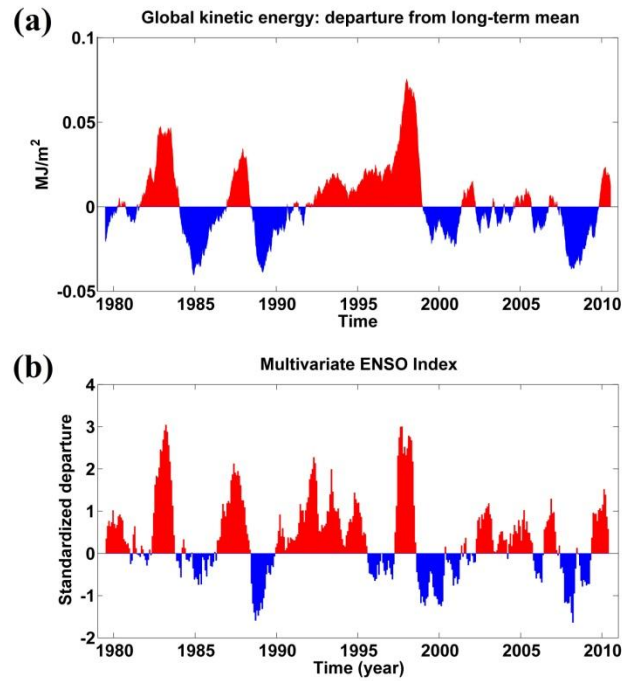 (a)
Global kinetic energy: departure from long-term mean
MJ/m²
0.1
0.05
0
-0.05
1980 1985 1990 1995 2000 2005 2010
Time
(b)
Multivariate ENSO Index
Standardized departure
4
3
2
1
0
-1
-2
1980 1985 1990 1995 2000 2005 2010
Time (year)